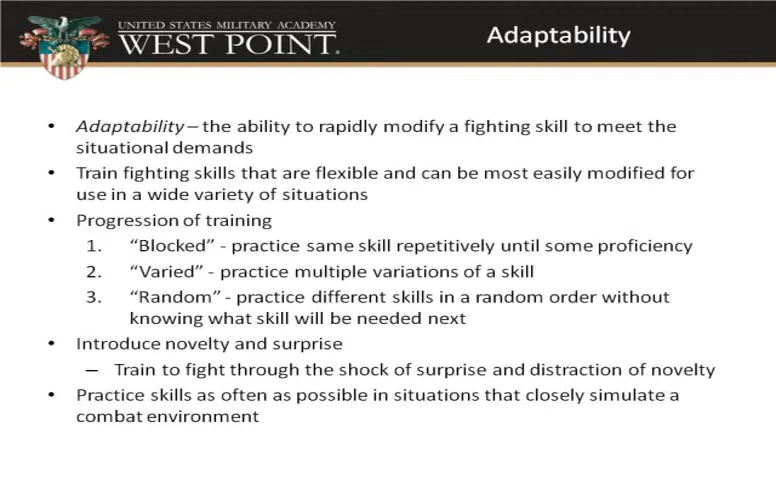 UNITED STATES MILITARY ACADEMY
WEST POINT.
Adaptability
• Adaptability – the ability to rapidly modify a fighting skill to meet the
situational demands
• Train fighting skills that are flexible and can be most easily modified for
use in a wide variety of situations
• Progression of training
1. “Blocked” - practice same skill repetitively until some proficiency
2. “Varied” - practice multiple variations of a skill
3. “Random” - practice different skills in a random order without
knowing what skill will be needed next
• Introduce novelty and surprise
– Train to fight through the shock of surprise and distraction of novelty
• Practice skills as often as possible in situations that closely simulate a
combat environment